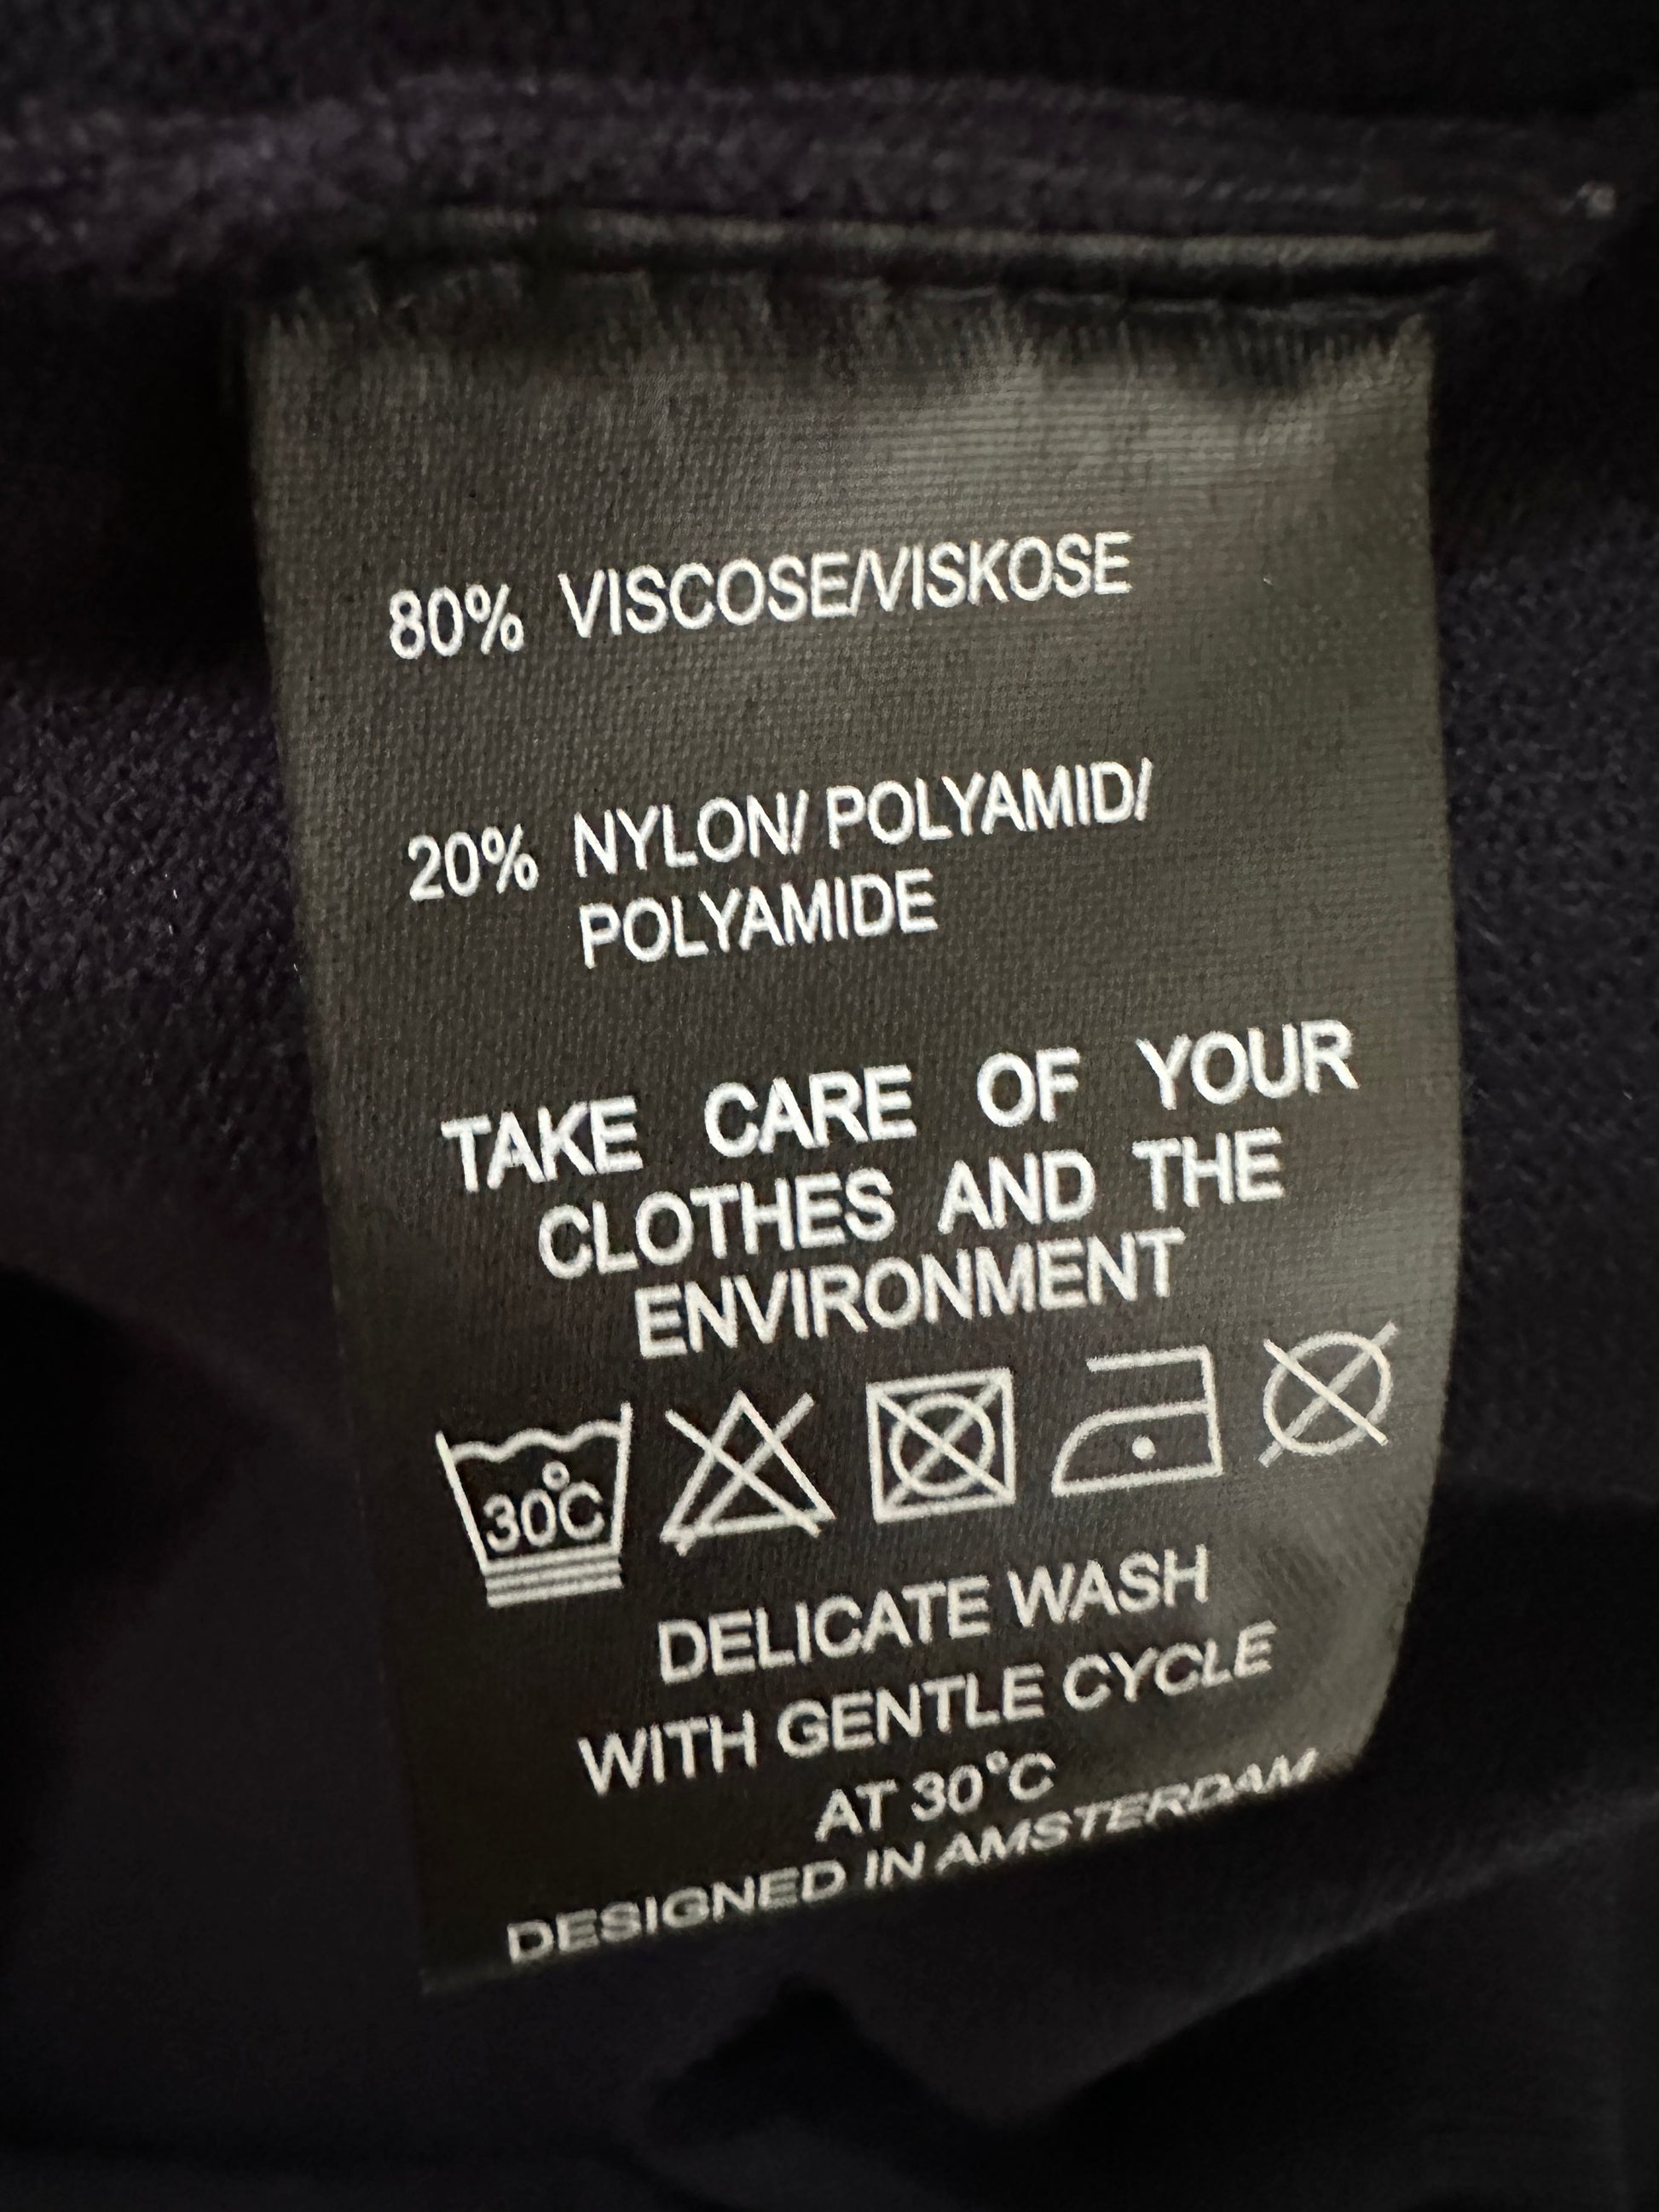 80% VISCOSE/VISKOSE
20% NYLON/ POLYAMID/
POLYAMIDE
TAKE CARE OF YOUR
CLOTHES AND THE
ENVIRONMENT
30°C
DELICATE WASH
WITH GENTLE CYCLE
AT 30°C
DESIGNED IN AMSTERDAM